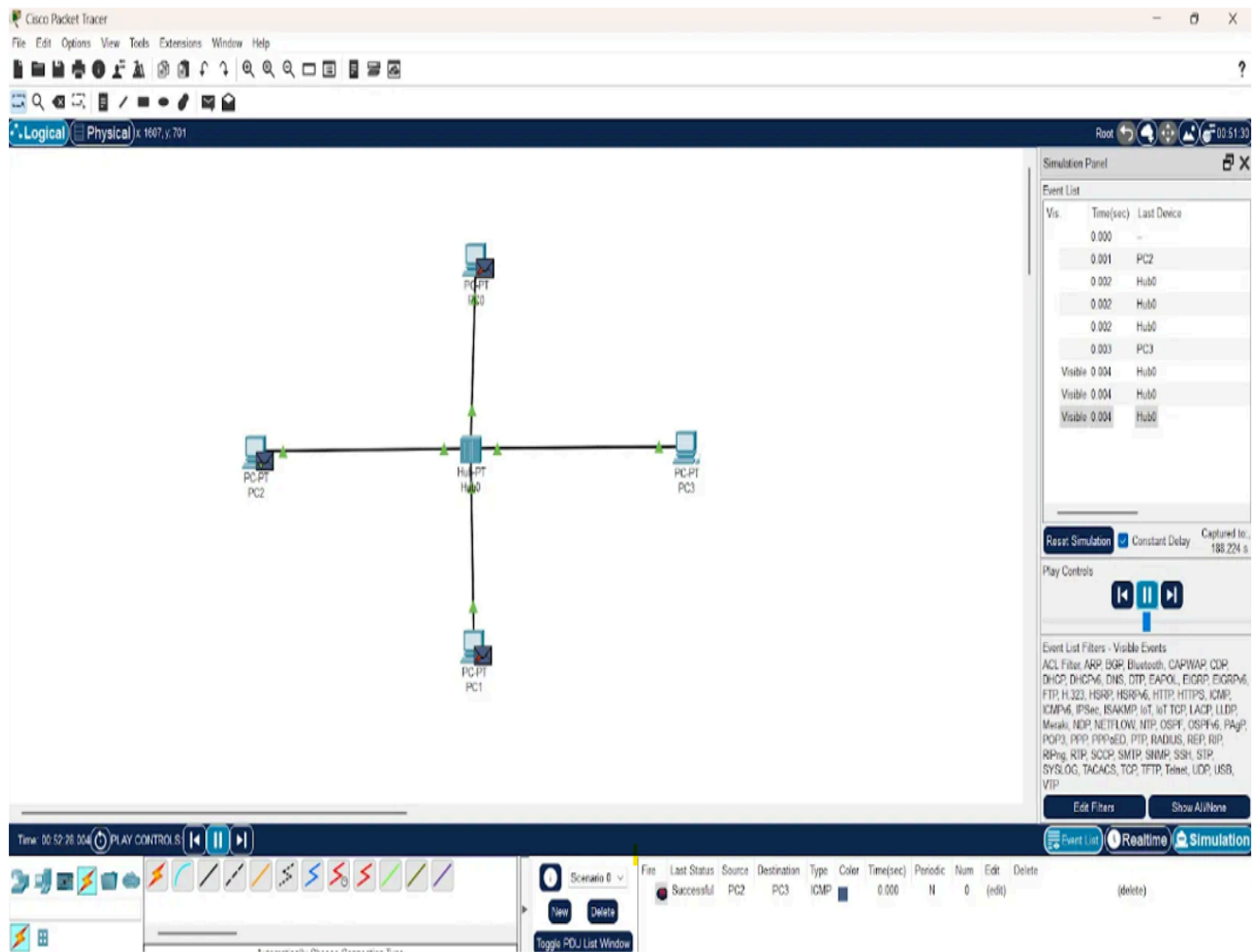 Cisco Packet Tracer
File Edit Options View Tools Extensions Window Help
?
Logical Physical x: 1607, y: 701
Root 00:51:30
Simulation Panel
Event List
Vis. Time(sec) Last Device
0.000 --
0.001 PC2
0.002 Hub0
0.002 Hub0
0.002 Hub0
0.003 PC3
Visible 0.004 Hub0
Visible 0.004 Hub0
Visible 0.004 Hub0
PC-PT
PC0
PC-PT
PC2
Hub-PT
Hub0
PC-PT
PC3
PC-PT
PC1
Reset Simulation Constant Delay Captured to:
188.224 s
Play Controls
Event List Filters - Visible Events
ACL Filter, ARP, BGP, Bluetooth, CAPWAP, CDP,
DHCP, DHCPv6, DNS, DTP, EAPOL, EIGRP, EIGRPv6,
FTP, H.323, HSRP, HSRPv6, HTTP, HTTPS, ICMP,
ICMPv6, IPSec, ISAKMP, IoT, IoT TCP, LACP, LLDP,
Meraki, NDP, NETFLOW, NTP, OSPF, OSPFv6, PAgP,
POP3, PPP, PPPoED, PTP, RADIUS, REP, RIP,
RIPng, RTP, SCCP, SMTP, SNMP, SSH, STP,
SYSLOG, TACACS, TCP, TFTP, Telnet, UDP, USB,
VTP
Edit Filters Show All/None
Time: 00:52:28.004 PLAY CONTROLS:
Event List Realtime Simulation
Scenario 0
New Delete
Toggle PDU List Window
Fire Last Status Source Destination Type Color Time(sec) Periodic Num Edit Delete
Successful PC2 PC3 ICMP 0.000 N 0 (edit) (delete)
Automatically Choose Connection Type